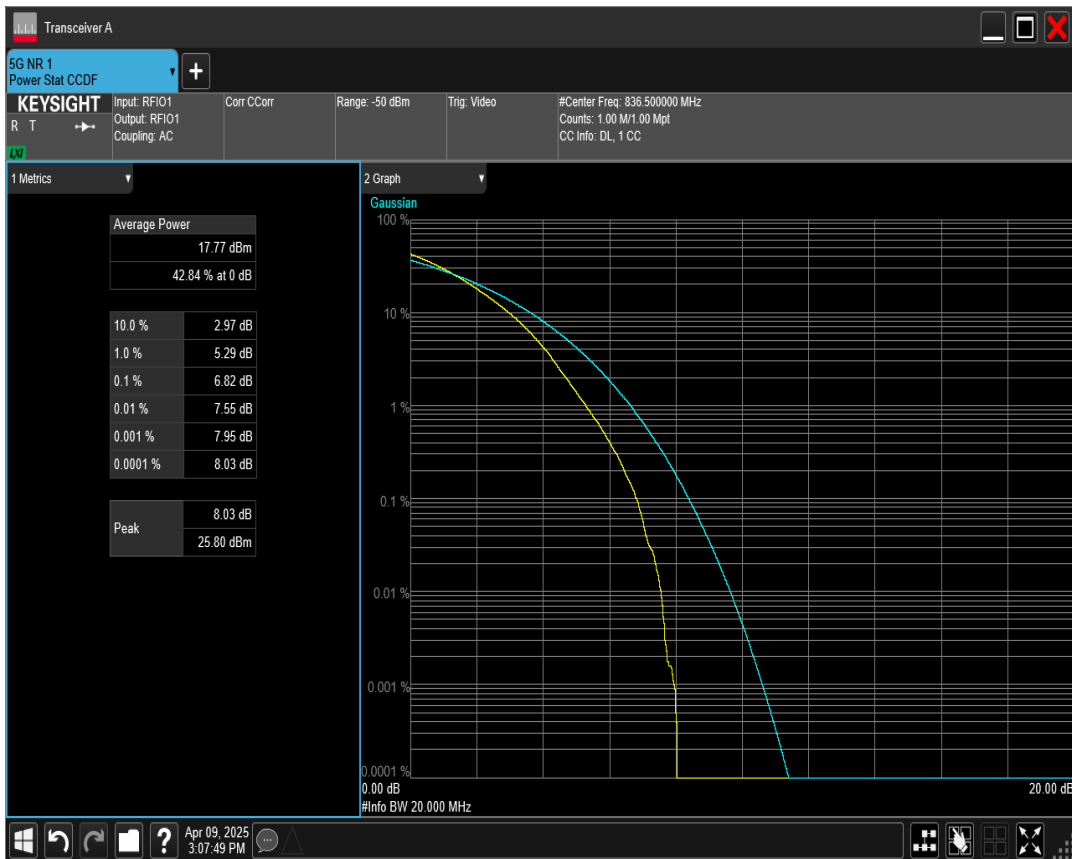 Transceiver A
5G NR 1
Power Stat CCDF
KEYSIGHT
R T
LXI
Input: RFIO1
Output: RFIO1
Coupling: AC
Corr CCorr
Range: -50 dBm
Trig: Video
#Center Freq: 836.500000 MHz
Counts: 1.00 M/1.00 Mpt
CC Info: DL, 1 CC
1 Metrics
Average Power
17.77 dBm
42.84 % at 0 dB
10.0 % 2.97 dB
1.0 % 5.29 dB
0.1 % 6.82 dB
0.01 % 7.55 dB
0.001 % 7.95 dB
0.0001 % 8.03 dB
Peak
8.03 dB
25.80 dBm
2 Graph
Gaussian
100 %
10 %
1 %
0.1 %
0.01 %
0.001 %
0.0001 %
0.00 dB 20.00 dB
#Info BW 20.000 MHz
?
Apr 09, 2025
3:07:49 PM